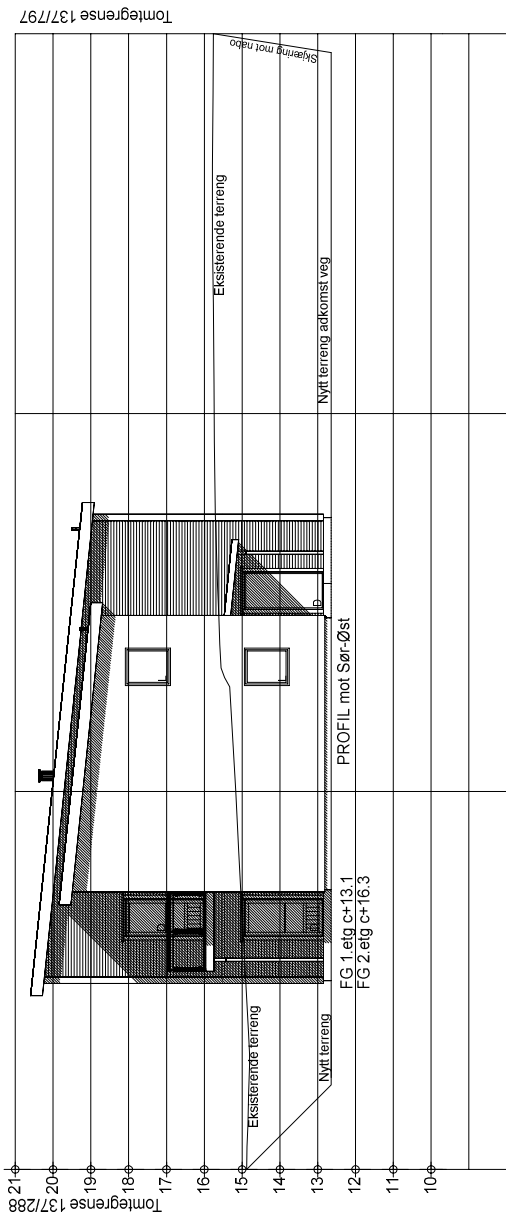 Tomtegrense 137/288
21
20
19
18
17
16
15
14
13
12
11
10
Eksisterende terreng
Nytt terreng
FG 1.etg c+13.1
FG 2.etg c+16.3
PROFIL mot Sør-Øst
D
D
D
Eksisterende terreng
Nytt terreng adkomst veg
Skjæring mot nabo
Tomtegrense 137/797